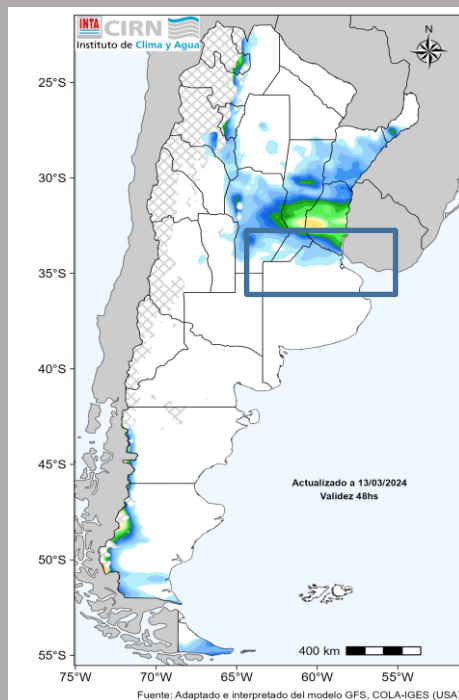 INTA CIRN
Instituto de Clima y Agua
N
25°S
30°S
35°S
40°S
45°S
50°S
55°S
Actualizado a 13/03/2024
Validez 48hs
400 km
75°W 70°W 65°W 60°W 55°W
Fuente: Adaptado e interpretado del modelo GFS, COLA-IGES (USA